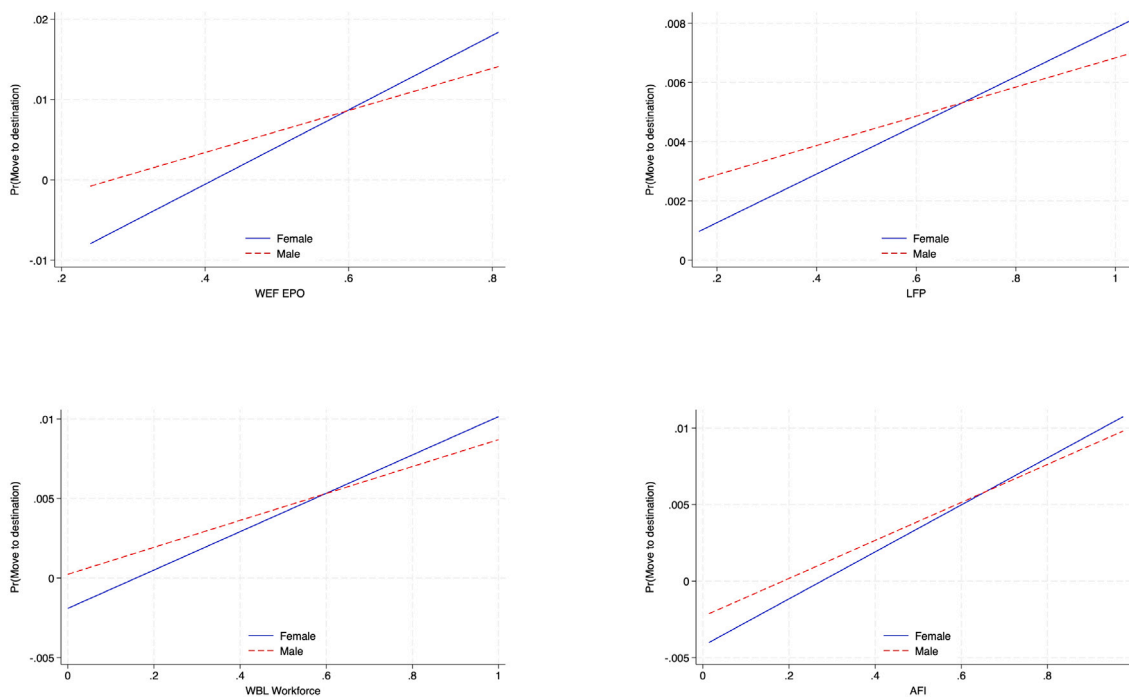 Pr(Move to destination)
.02
.01
0
-.01
Female
Male
.2 .4 .6 .8
WEF EPO
Pr(Move to destination)
.008
.006
.004
.002
0
Female
Male
.2 .4 .6 .8 1
LFP
Pr(Move to destination)
.01
.005
0
-.005
Female
Male
0 .2 .4 .6 .8 1
WBL Workforce
Pr(Move to destination)
.01
.005
0
-.005
Female
Male
0 .2 .4 .6 .8
AFI